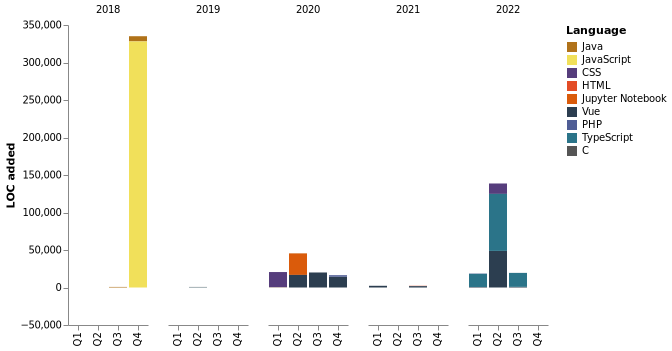 2018 2019 2020 2021 2022
Language
Java
JavaScript
CSS
HTML
Jupyter Notebook
Vue
PHP
TypeScript
C
LOC added
350,000
300,000
250,000
200,000
150,000
100,000
50,000
0
−50,000
Q1 Q2 Q3 Q4 Q1 Q2 Q3 Q4 Q1 Q2 Q3 Q4 Q1 Q2 Q3 Q4 Q1 Q2 Q3 Q4